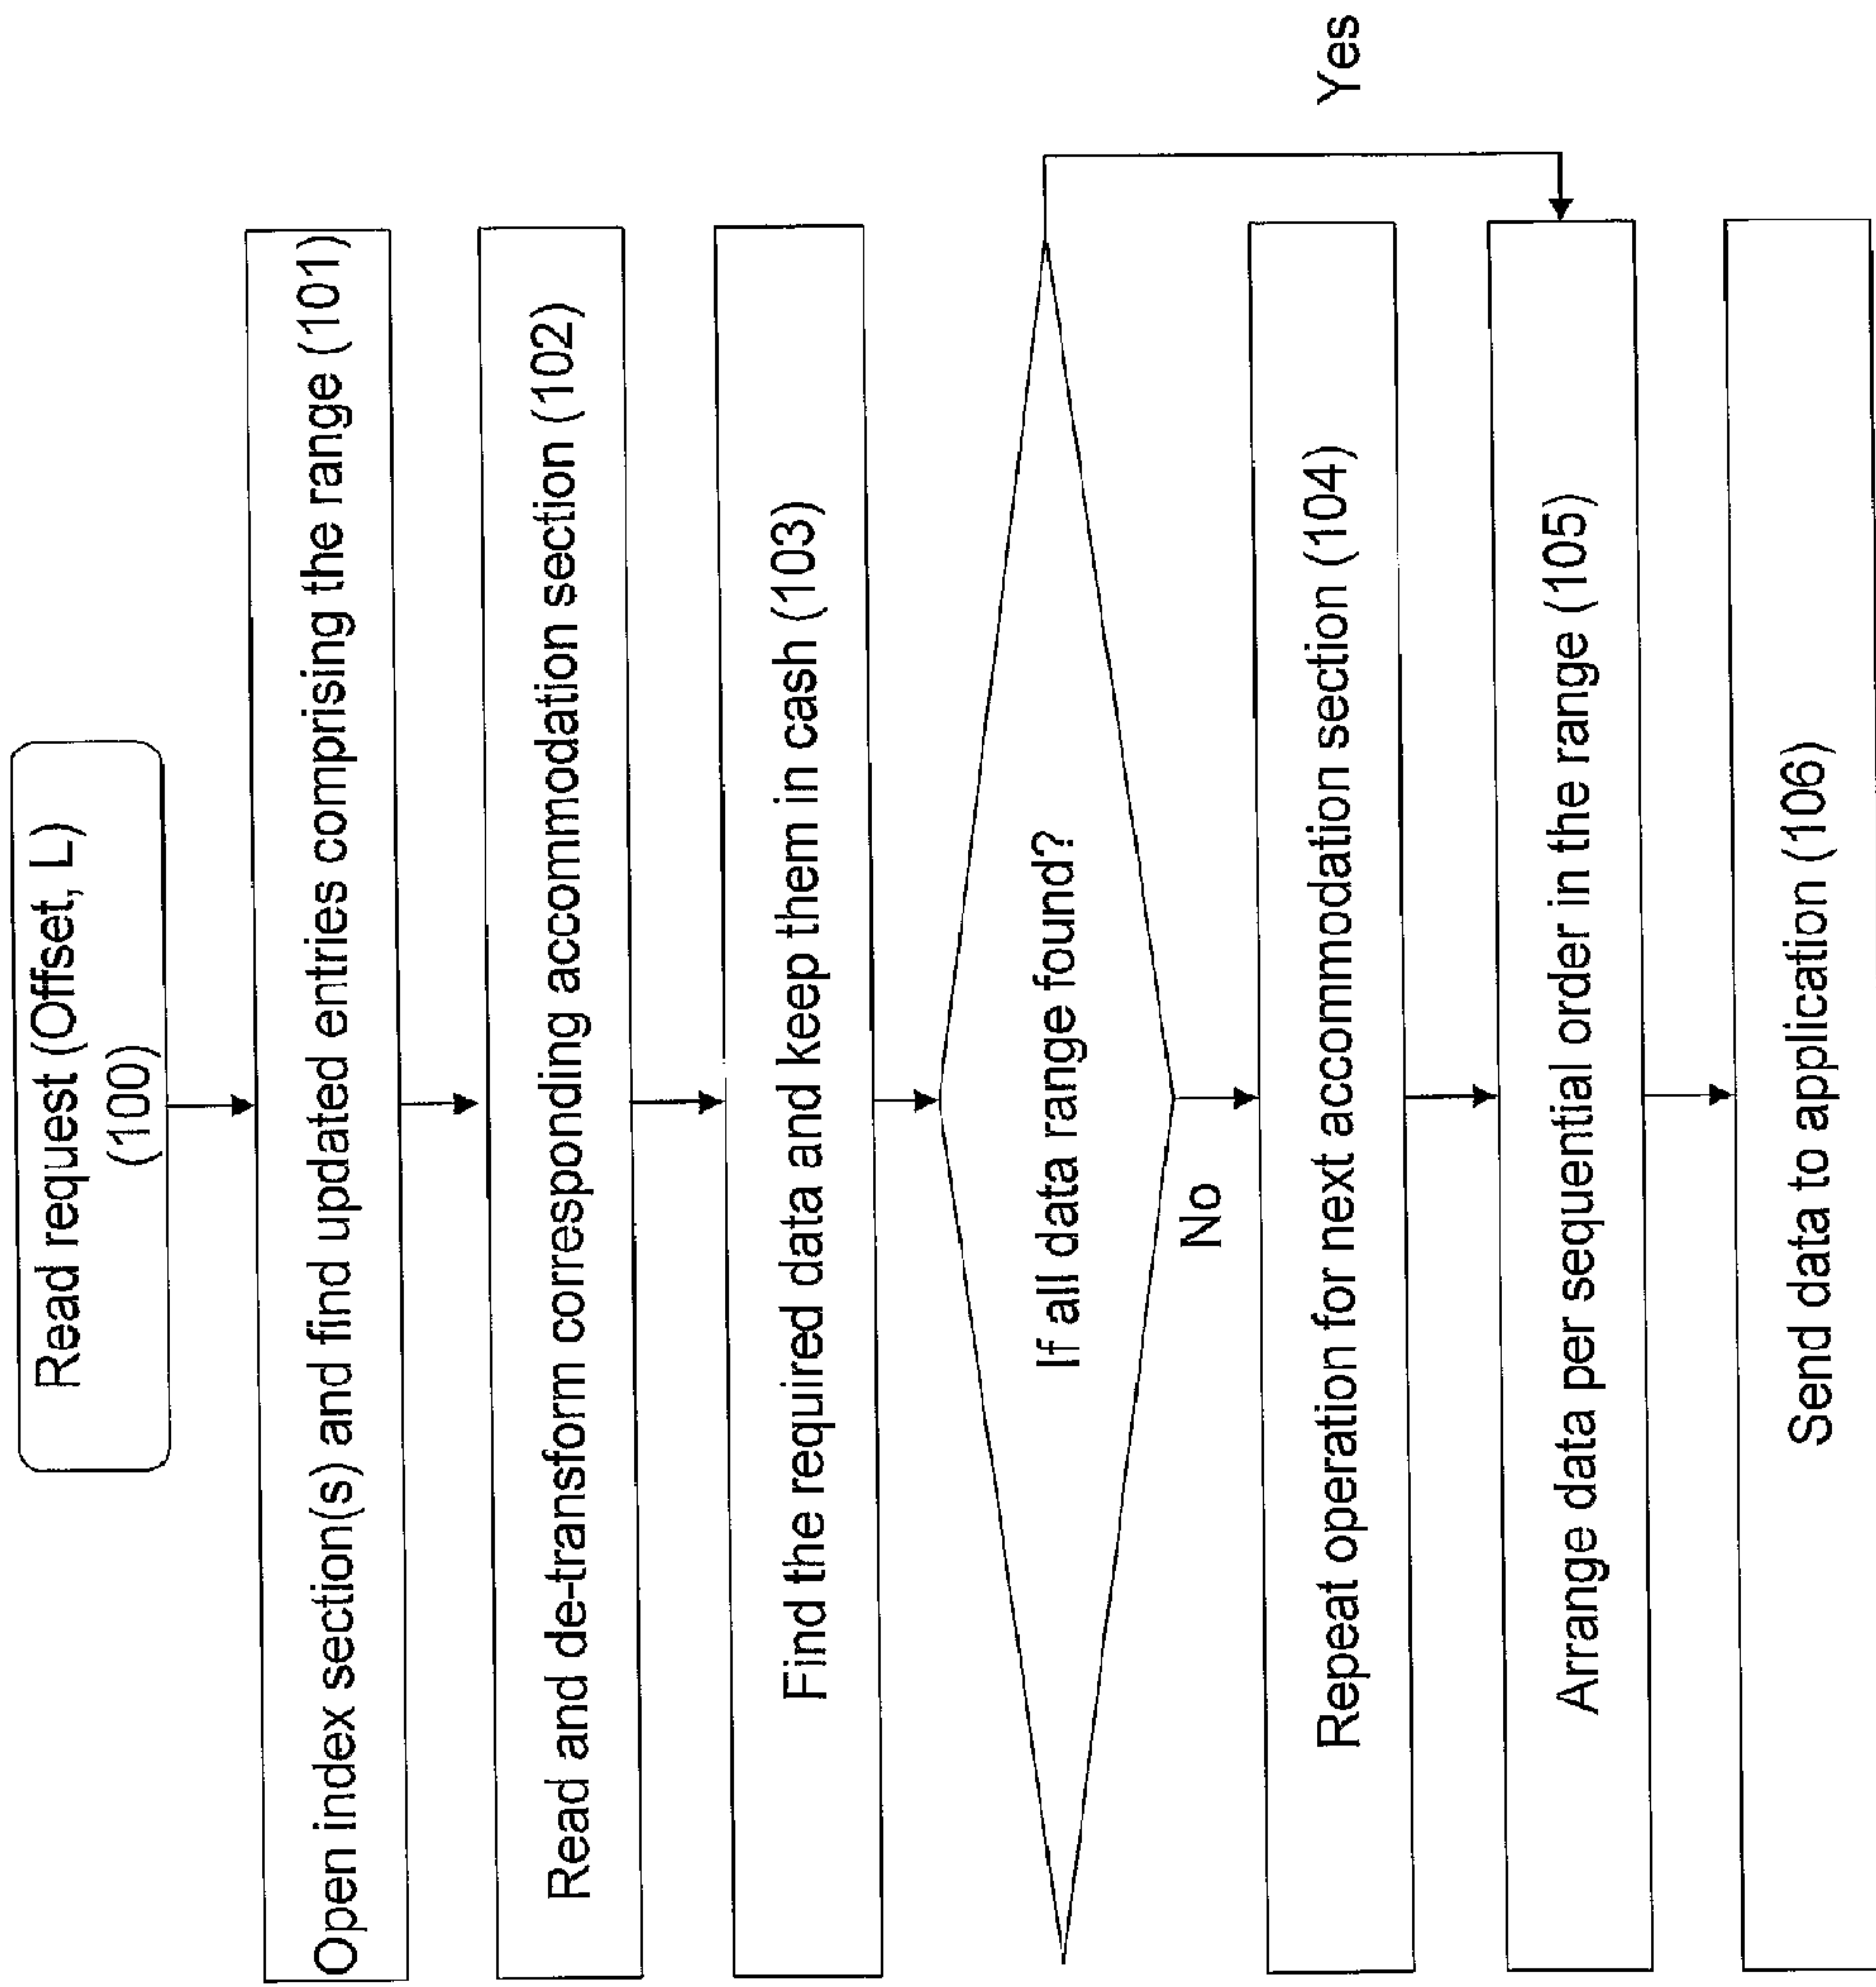 Read request (Offset, L)
(100)
Open index section(s) and find updated entries comprising the range (101)
Read and de-transform corresponding accommodation section (102)
Find the required data and keep them in cash (103)
If all data range found?
Yes
No
Repeat operation for next accommodation section (104)
Arrange data per sequential order in the range (105)
Send data to application (106)